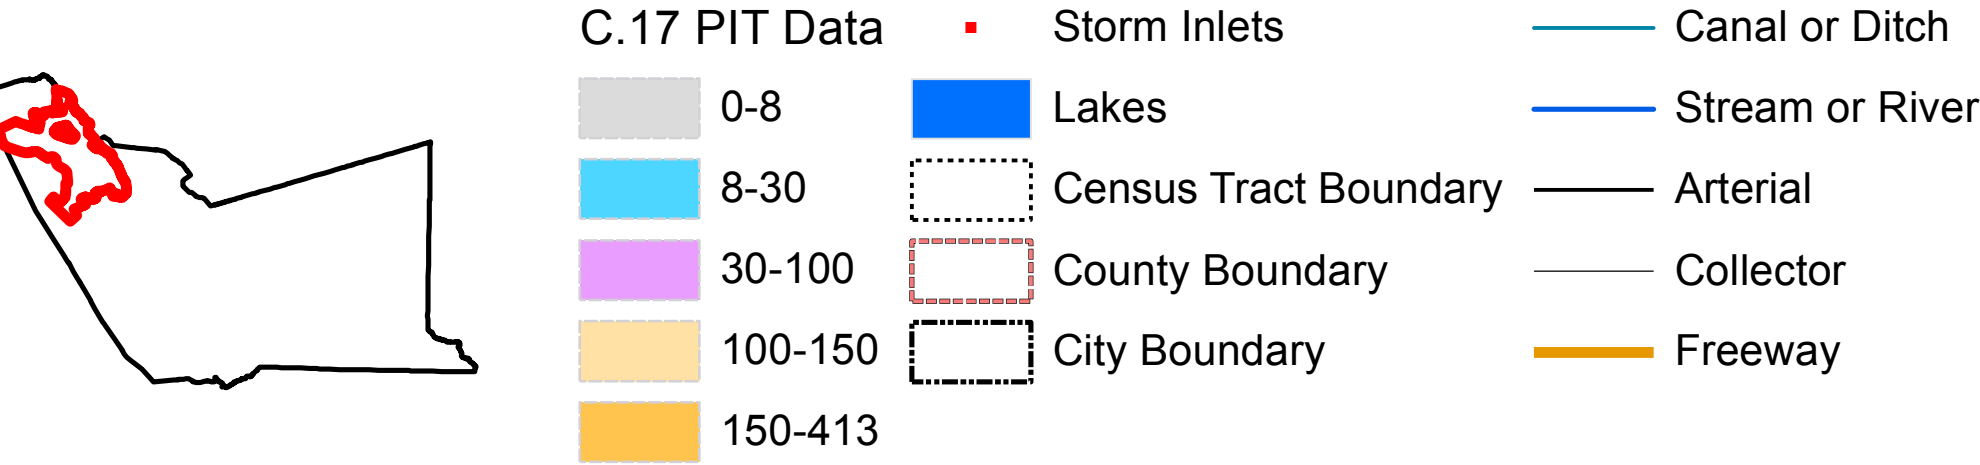 C.17 PIT Data
0-8
8-30
30-100
100-150
150-413
Storm Inlets
Lakes
Census Tract Boundary
County Boundary
City Boundary
Canal or Ditch
Stream or River
Arterial
Collector
Freeway